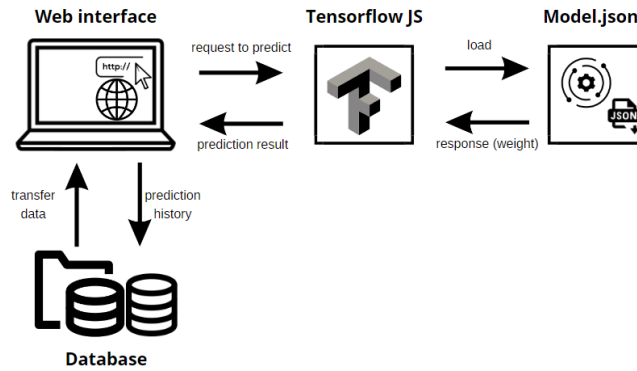 Web interface
Tensorflow JS
Model.json
http://
request to predict
load
JSON
prediction result
response (weight)
transfer
data
prediction
history
Database